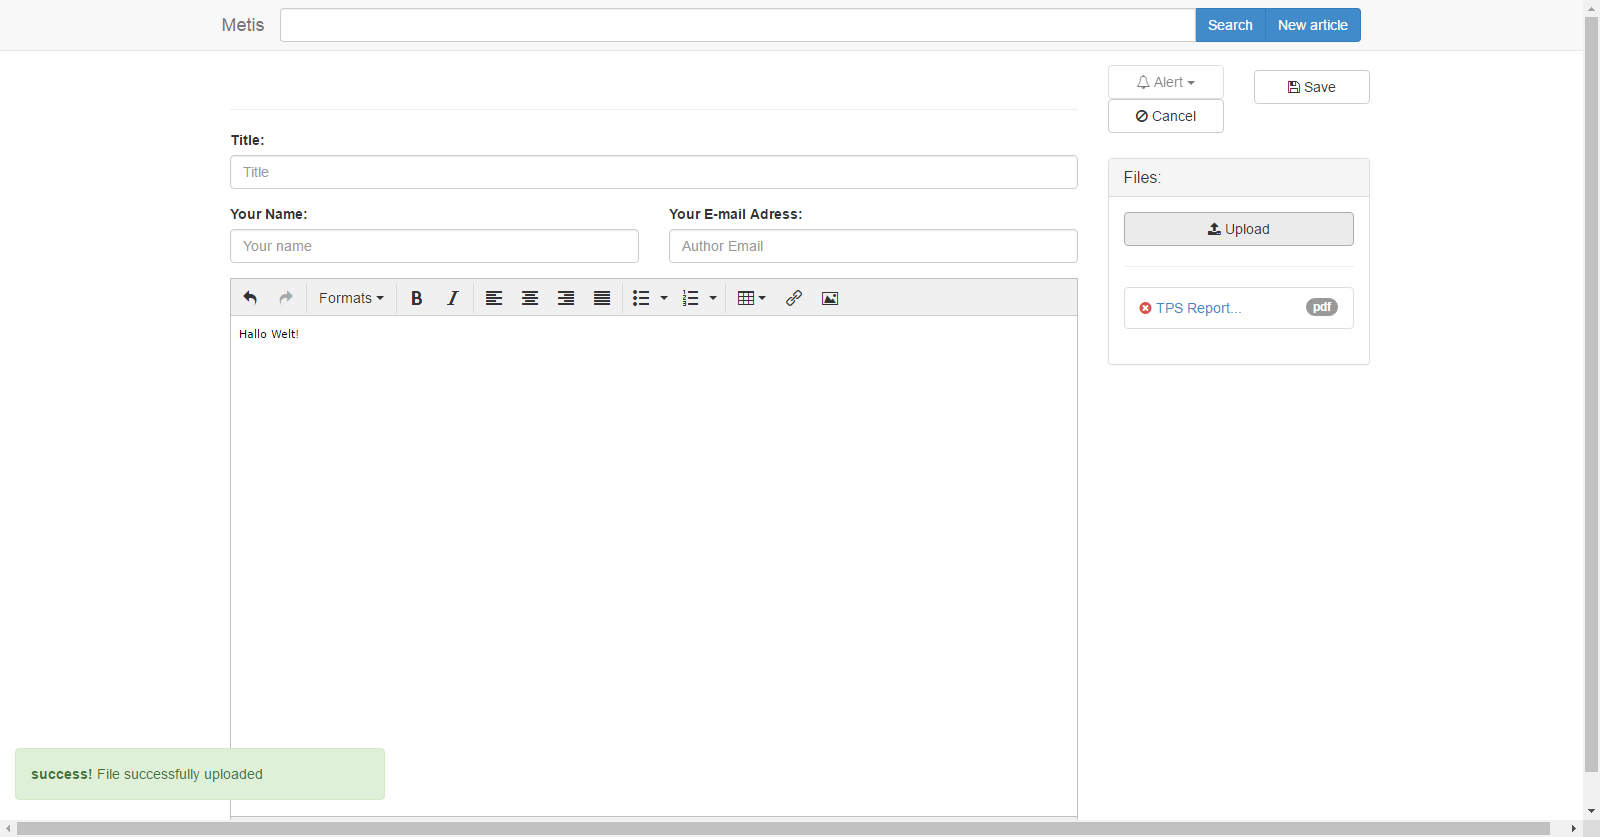 Metis
Search
New article
Alert
Save
Cancel
Title:
Title
Your Name:
Your E-mail Adress:
Your name
Author Email
Files:
Upload
TPS Report...
pdf
Formats
B
I
Hallo Welt!
success! File successfully uploaded